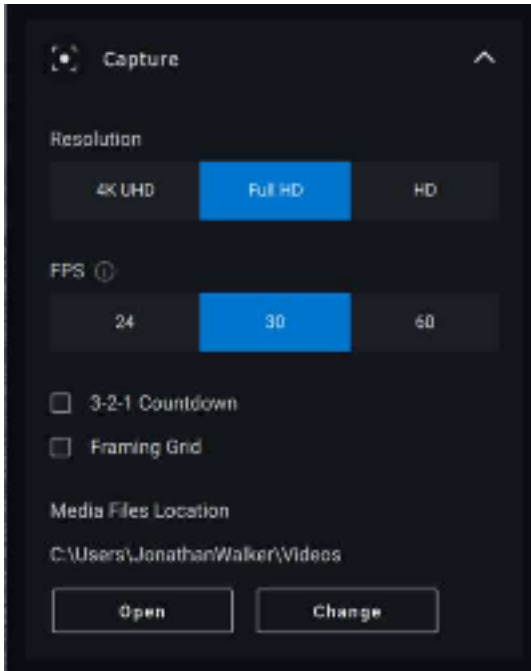 Capture
Resolution
4K UHD Full HD HD
FPS
24 30 60
3-2-1 Countdown
Framing Grid
Media Files Location
C:\Users\JonathanWalker\Videos
Open Change